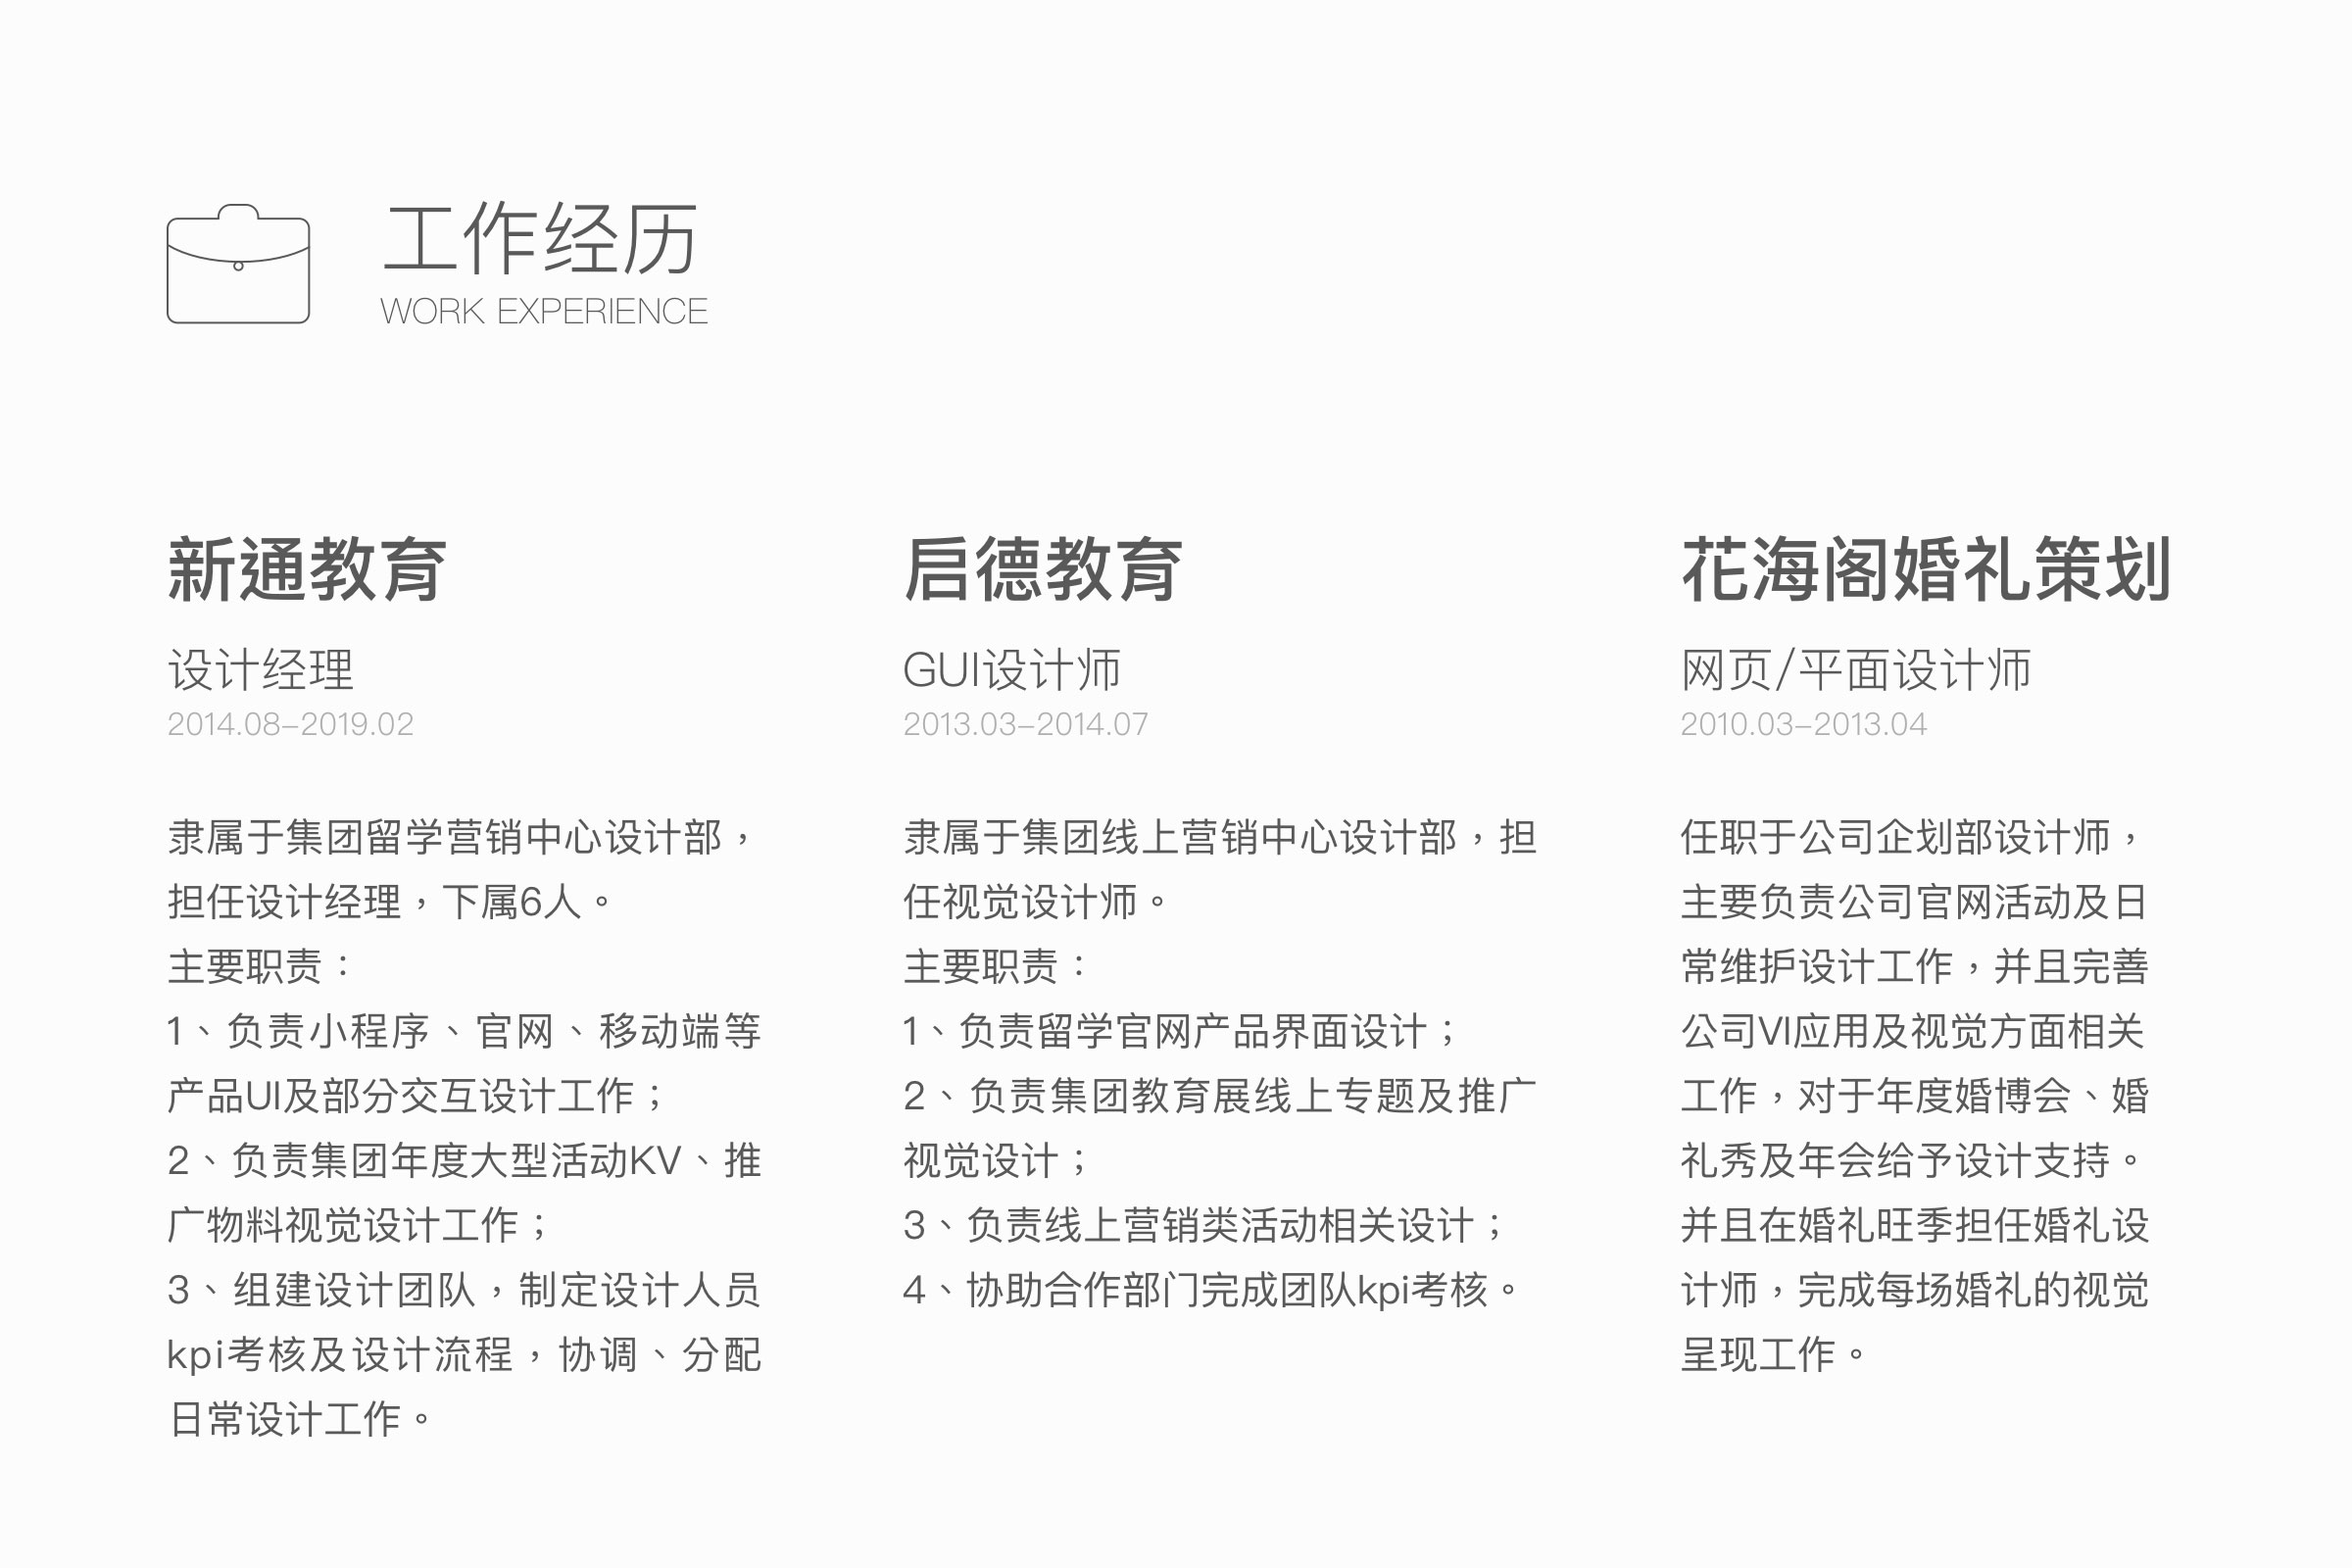 工作经历
WORK EXPERIENCE
新通教育
设计经理
2014.08-2019.02
隶属于集团留学营销中心设计部，
担任设计经理，下属6人。
主要职责：
1、负责小程序、官网、移动端等
产品UI及部分交互设计工作；
2、负责集团年度大型活动KV、推
广物料视觉设计工作；
3、组建设计团队，制定设计人员
kpi考核及设计流程，协调、分配
日常设计工作。
启德教育
GUI设计师
2013.03-2014.07
隶属于集团线上营销中心设计部，担
任视觉设计师。
主要职责：
1、负责留学官网产品界面设计；
2、负责集团教育展线上专题及推广
视觉设计；
3、负责线上营销类活动相关设计；
4、协助合作部门完成团队kpi考核。
花海阁婚礼策划
网页/平面设计师
2010.03-2013.04
任职于公司企划部设计师，
主要负责公司官网活动及日
常维护设计工作，并且完善
公司VI应用及视觉方面相关
工作，对于年度婚博会、婚
礼秀及年会给予设计支持。
并且在婚礼旺季担任婚礼设
计师，完成每场婚礼的视觉
呈现工作。